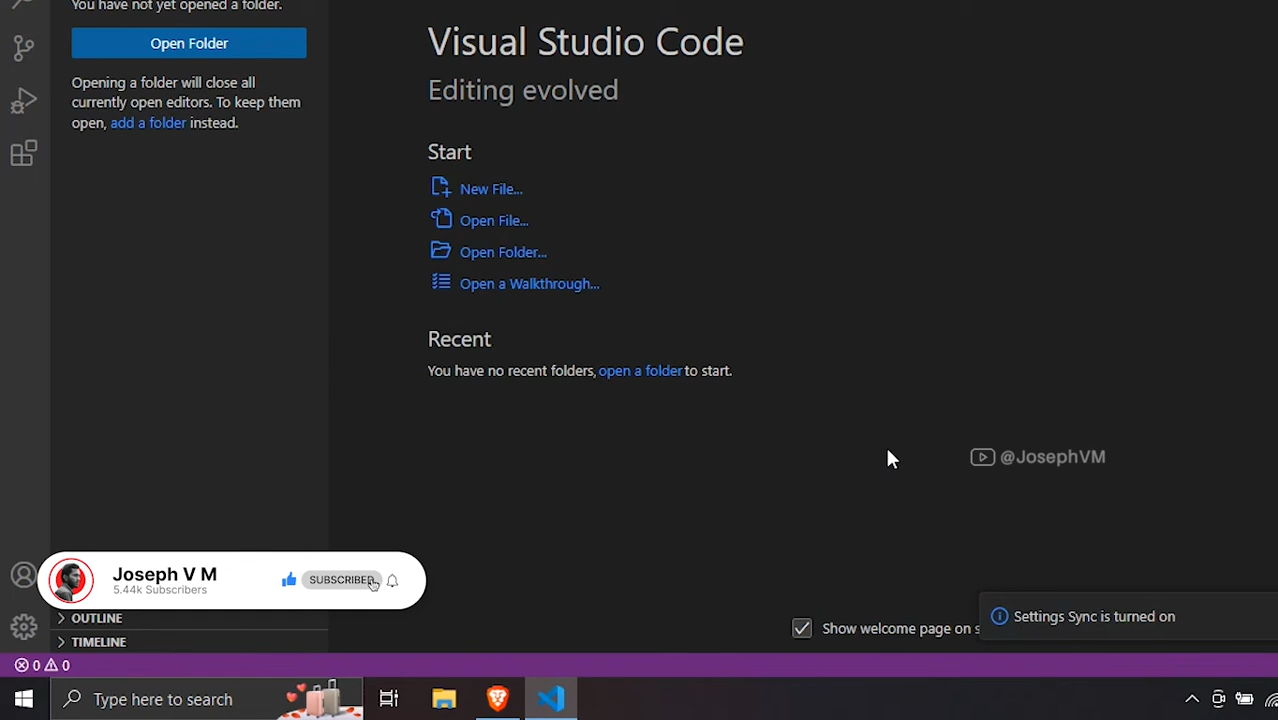 You have not yet opened a folder.
Open Folder
Opening a folder will close all
currently open editors. To keep them
open, add a folder instead.
Visual Studio Code
Editing evolved
Start
New File...
Open File...
Open Folder...
Open a Walkthrough...
Recent
You have no recent folders, open a folder to start.
@JosephVM
Joseph V M
5.44k Subscribers
SUBSCRIBED
OUTLINE
TIMELINE
Show welcome page on s
Settings Sync is turned on
0 0
Type here to search